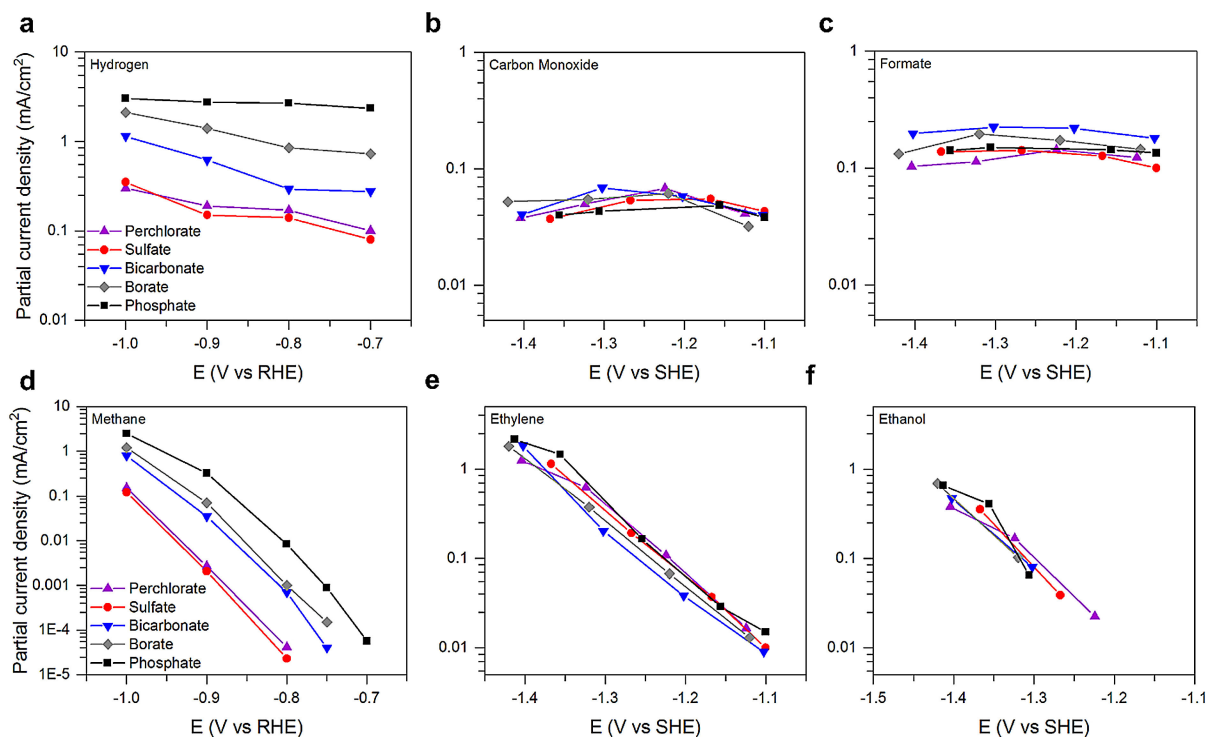 a
b
c
Partial current density (mA/cm²)
10
1
0.1
0.01
Hydrogen
Perchlorate
Sulfate
Bicarbonate
Borate
Phosphate
-1.0 -0.9 -0.8 -0.7
E (V vs RHE)
1
0.1
0.01
Carbon Monoxide
-1.4 -1.3 -1.2 -1.1
E (V vs SHE)
1
0.1
0.01
Formate
-1.4 -1.3 -1.2 -1.1
E (V vs SHE)
d
e
f
Partial current density (mA/cm²)
10
1
0.1
0.01
0.001
1E-4
1E-5
Methane
Perchlorate
Sulfate
Bicarbonate
Borate
Phosphate
-1.0 -0.9 -0.8 -0.7
E (V vs RHE)
1
0.1
0.01
Ethylene
-1.4 -1.3 -1.2 -1.1
E (V vs SHE)
1
0.1
0.01
Ethanol
-1.5 -1.4 -1.3 -1.2 -1.1
E (V vs SHE)